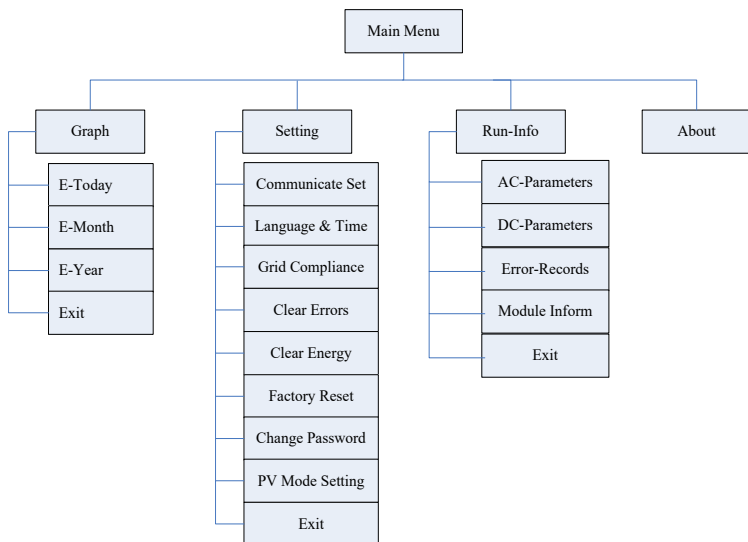 Main Menu
Graph
E-Today
E-Month
E-Year
Exit
Setting
Communicate Set
Language & Time
Grid Compliance
Clear Errors
Clear Energy
Factory Reset
Change Password
PV Mode Setting
Exit
Run-Info
AC-Parameters
DC-Parameters
Error-Records
Module Inform
Exit
About